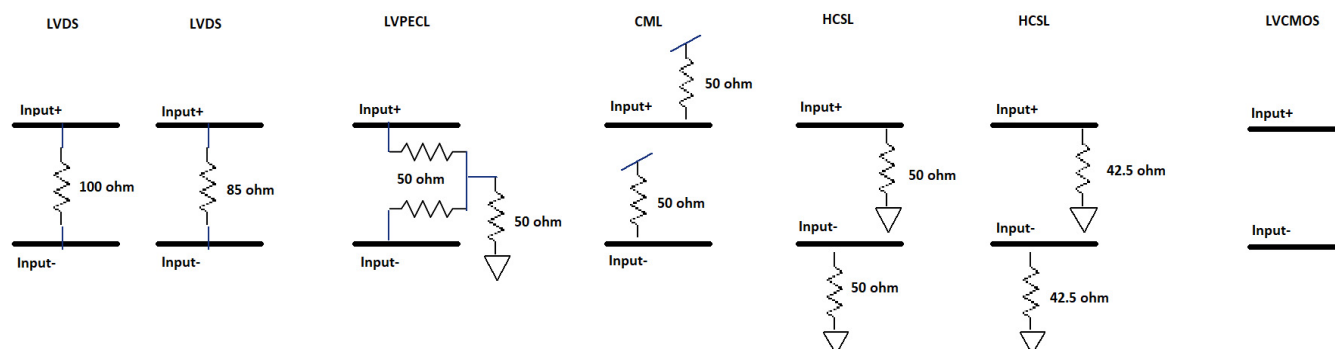 LVDS
LVDS
LVPECL
CML
HCSL
HCSL
LVCMOS
Input+
100 ohm
Input-
Input+
85 ohm
Input-
Input+
50 ohm
50 ohm
Input-
50 ohm
Input+
50 ohm
Input-
Input+
50 ohm
Input-
50 ohm
Input+
42.5 ohm
Input-
42.5 ohm
Input+
Input-